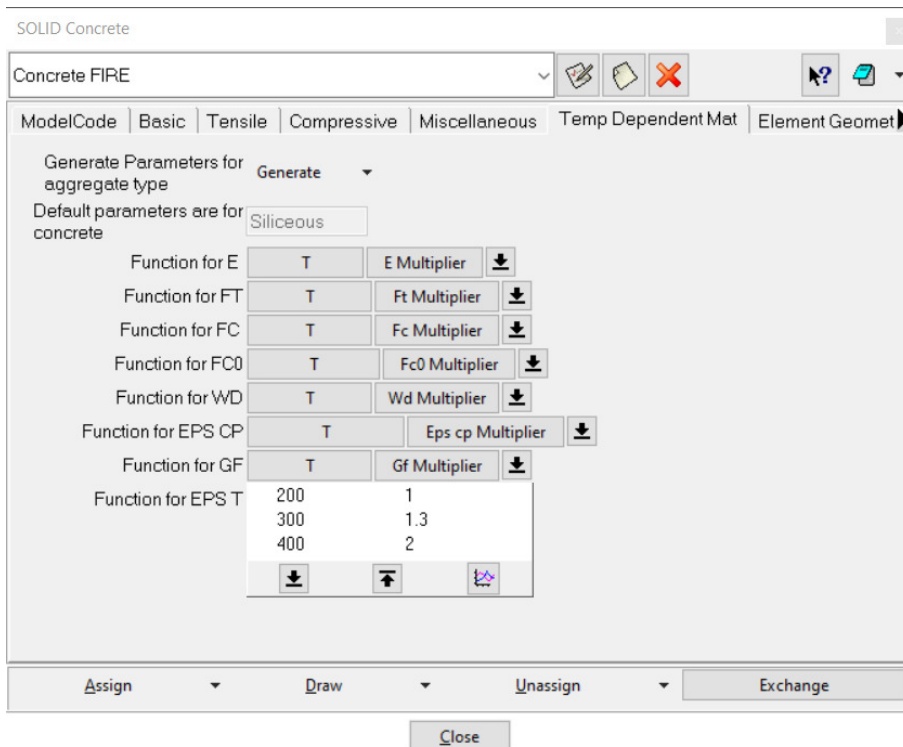 SOLID Concrete
Concrete FIRE
ModelCode Basic Tensile Compressive Miscellaneous Temp Dependent Mat Element Geomet
Generate Parameters for
aggregate type
Generate
Default parameters are for
concrete
Siliceous
Function for E T E Multiplier
Function for FT T Ft Multiplier
Function for FC T Fc Multiplier
Function for FC0 T Fc0 Multiplier
Function for WD T Wd Multiplier
Function for EPS CP T Eps cp Multiplier
Function for GF T Gf Multiplier
Function for EPS T 200 1
300 1.3
400 2
Assign Draw Unassign Exchange
Close